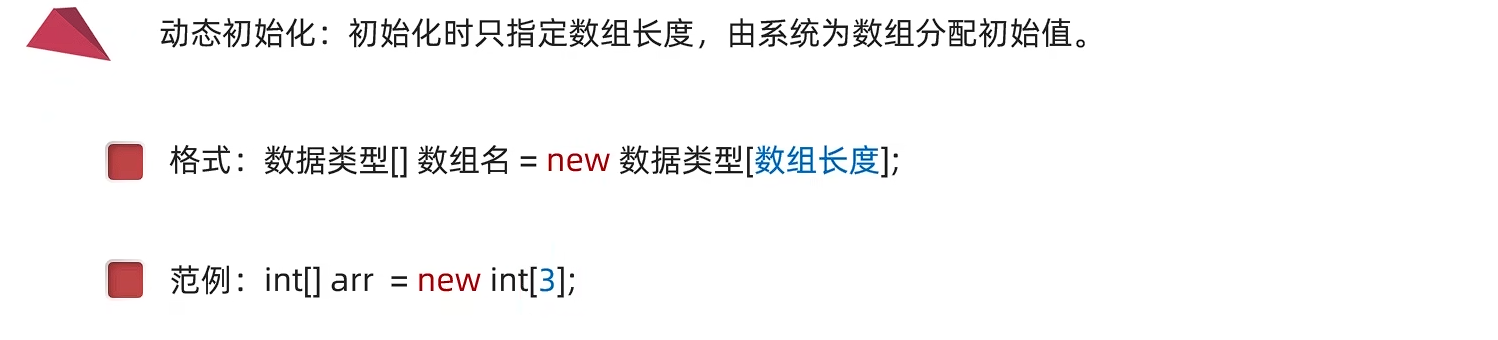 动态初始化：初始化时只指定数组长度，由系统为数组分配初始值。
格式：数据类型[] 数组名 = new 数据类型[数组长度];
范例：int[] arr  = new int[3];